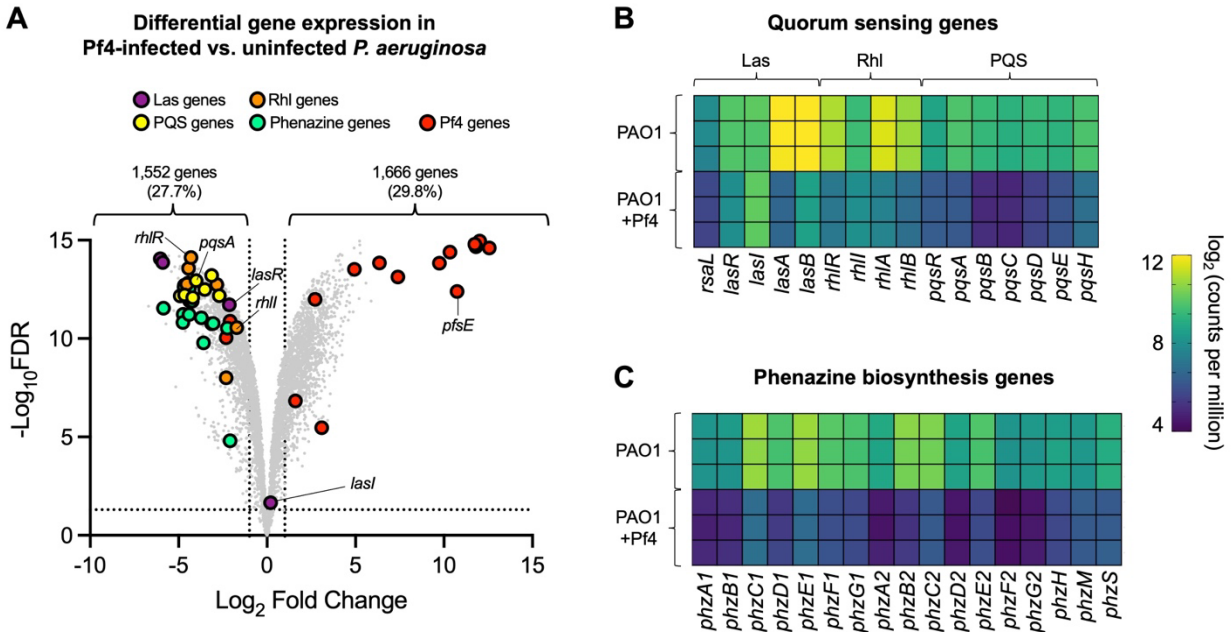 A
Differential gene expression in
Pf4-infected vs. uninfected P. aeruginosa
Las genes
Rhl genes
PQS genes
Phenazine genes
Pf4 genes
1,552 genes
(27.7%)
1,666 genes
(29.8%)
rhlR
pqsA
lasR
rhlI
pfsE
lasI
15
10
5
0
-Log10FDR
-10
-5
0
5
10
15
Log2 Fold Change
B
Quorum sensing genes
Las
Rhl
PQS
PAO1
PAO1
+Pf4
rsaL
lasR
lasI
lasA
lasB
rhlR
rhlI
rhlA
rhlB
pqsR
pqsA
pqsB
pqsC
pqsD
pqsE
pqsH
12
8
4
log2 (counts per million)
C
Phenazine biosynthesis genes
PAO1
PAO1
+Pf4
phzA1
phzB1
phzC1
phzD1
phzE1
phzF1
phzG1
phzA2
phzB2
phzC2
phzD2
phzE2
phzF2
phzG2
phzH
phzM
phzS